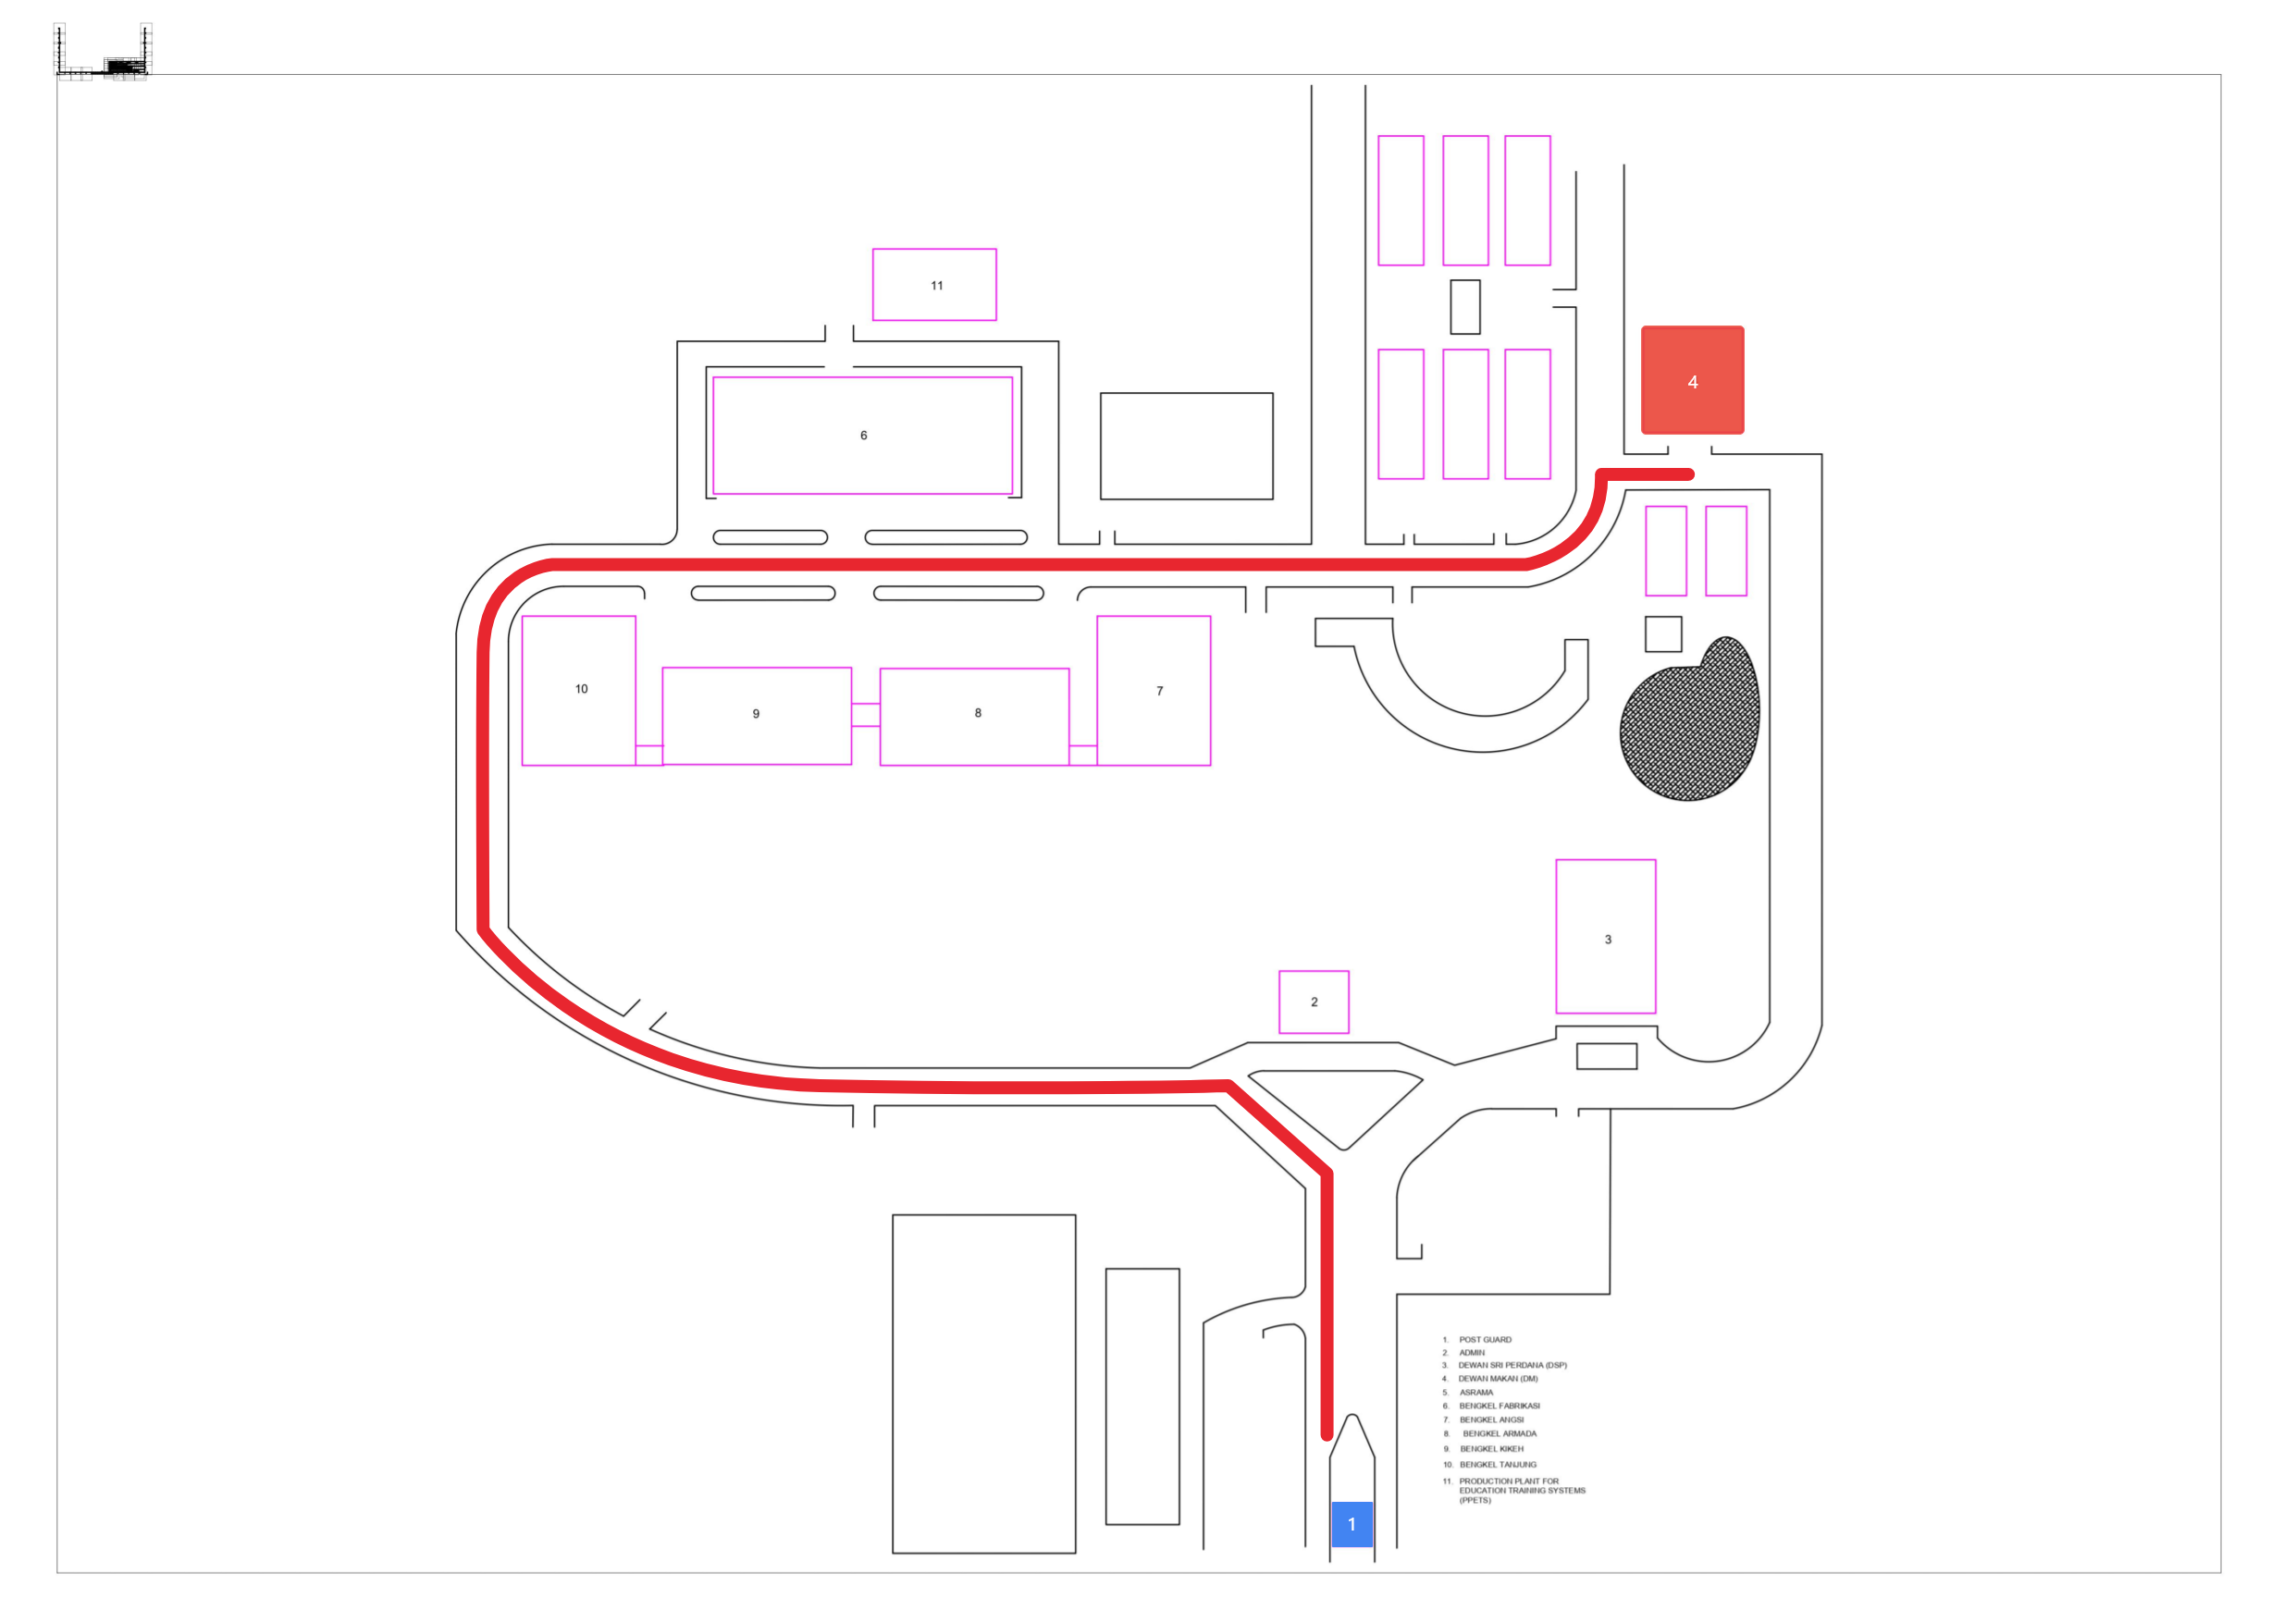 11
4
6
10
9
8
7
3
2
1. POST GUARD
2. ADMIN
3. DEWAN SRI PERDANA (DSP)
4. DEWAN MAKAN (DM)
5. ASRAMA
6. BENGKEL FABRIKASI
7. BENGKEL ANGSI
8. BENGKEL ARMADA
9. BENGKEL KIKEH
10. BENGKEL TANJUNG
11. PRODUCTION PLANT FOR
EDUCATION TRAINING SYSTEMS
(PPETS)
1